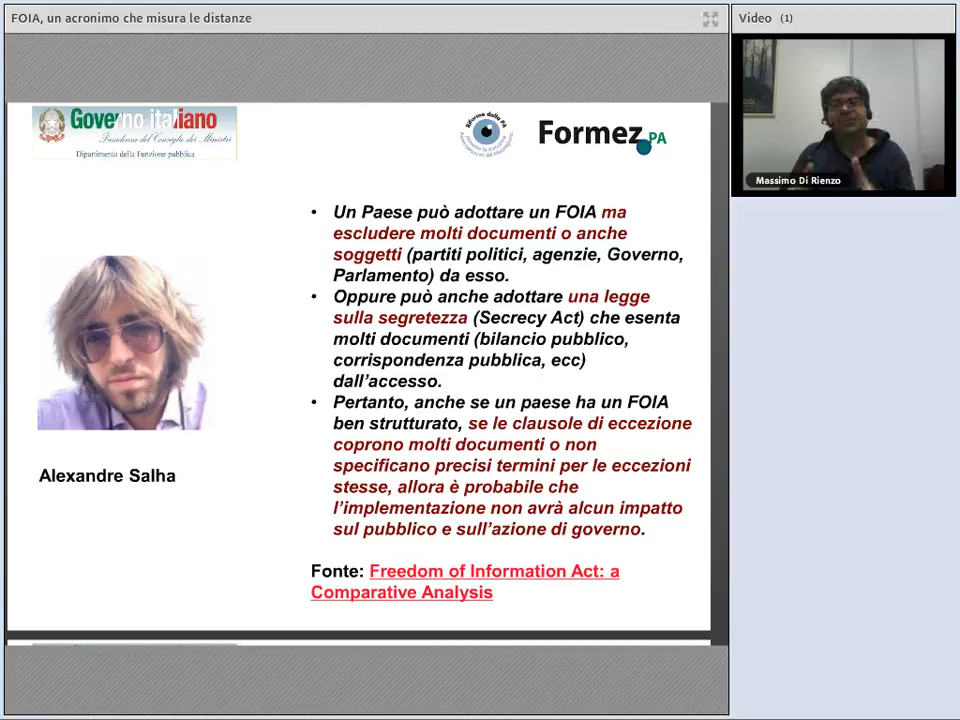 FOIA, un acronimo che misura le distanze
Video (1)
Governo italiano
Presidenza del Consiglio dei Ministri
Dipartimento della Funzione pubblica
Riforme della PA
Formez PA
Massimo Di Rienzo
• Un Paese può adottare un FOIA ma
escludere molti documenti o anche
soggetti (partiti politici, agenzie, Governo,
Parlamento) da esso.
• Oppure può anche adottare una legge
sulla segretezza (Secrecy Act) che esenta
molti documenti (bilancio pubblico,
corrispondenza pubblica, ecc)
dall'accesso.
• Pertanto, anche se un paese ha un FOIA
ben strutturato, se le clausole di eccezione
coprono molti documenti o non
specificano precisi termini per le eccezioni
stesse, allora è probabile che
l'implementazione non avrà alcun impatto
sul pubblico e sull'azione di governo.
Alexandre Salha
Fonte: Freedom of Information Act: a
Comparative Analysis